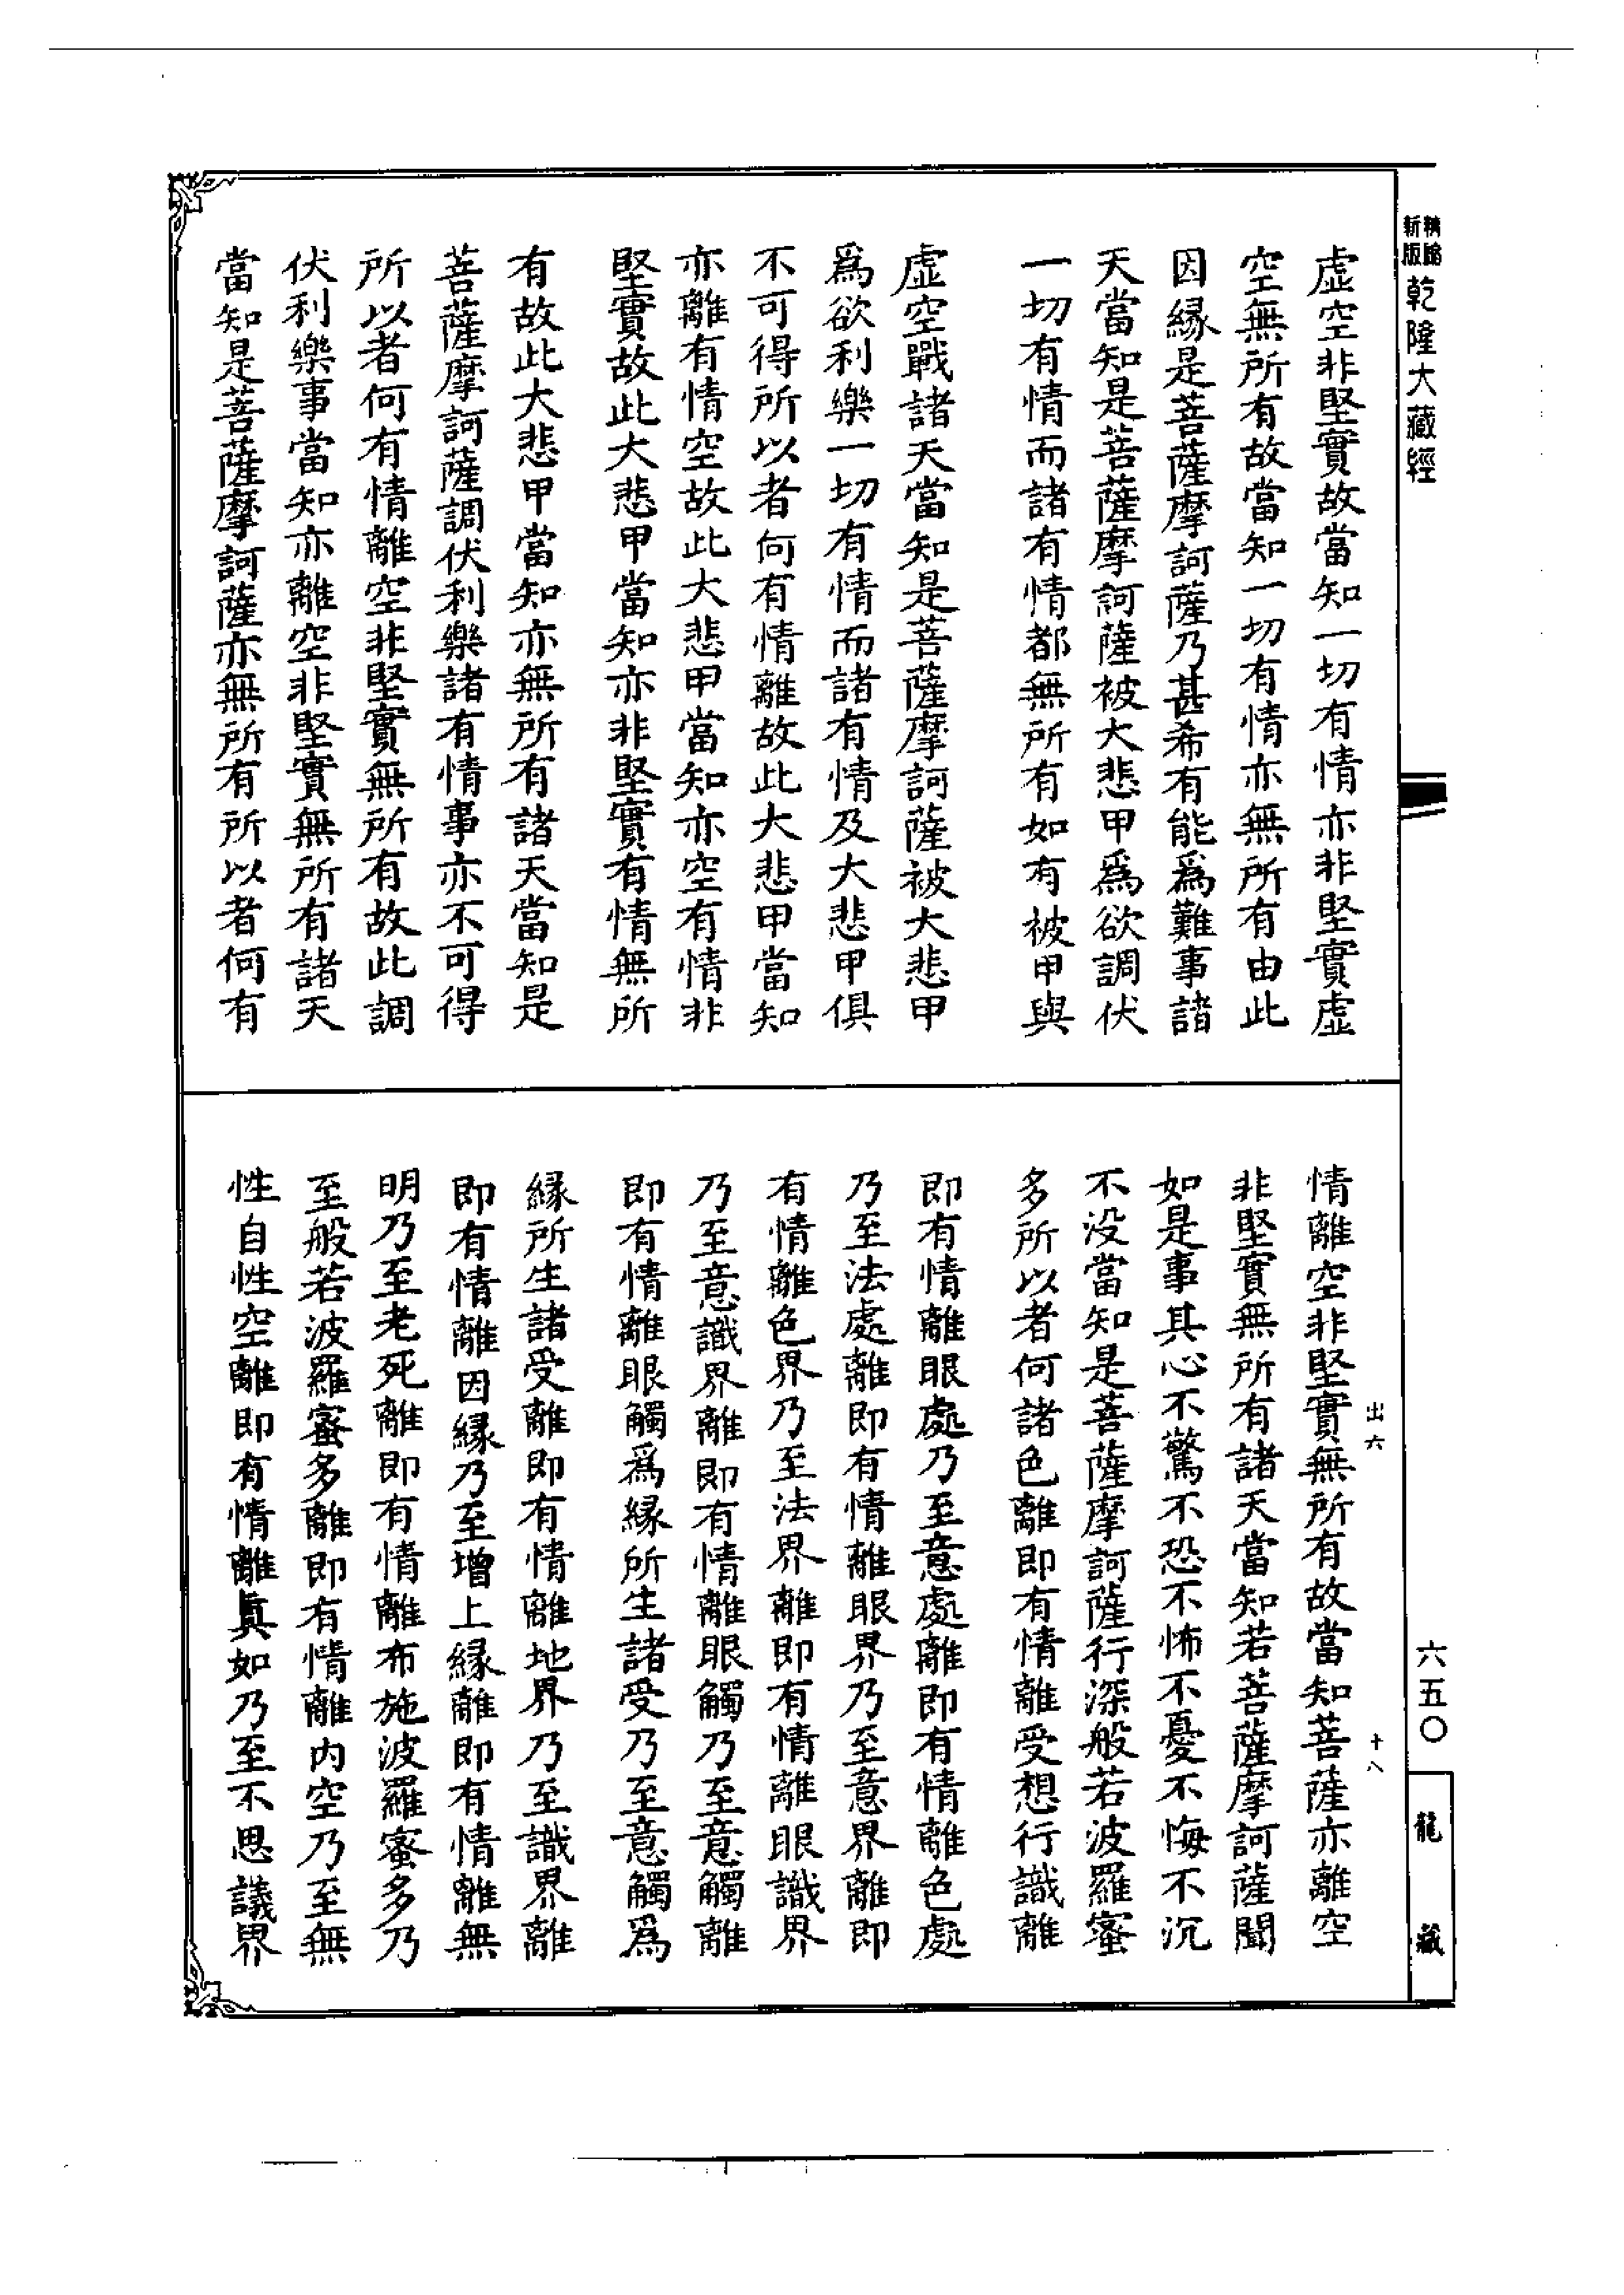 精縮
新版
乾隆大藏經
虛空非堅實故當知一切有情亦非堅實虛
空無所有故當知一切有情亦無所有由此
因緣是菩薩摩訶薩乃甚希有能爲難事諸
天當知是菩薩摩訶薩被大悲甲爲欲調伏
一切有情而諸有情都無所有如有被甲與
虛空戰諸天當知是菩薩摩訶薩被大悲甲
爲欲利樂一切有情而諸有情及大悲甲俱
不可得所以者何有情離故此大悲甲當知
亦離有情空故此大悲甲當知亦空有情非
堅實故此大悲甲當知亦非堅實有情無所
有故此大悲甲當知亦無所有諸天當知是
菩薩摩訶薩調伏利樂諸有情事亦不可得
所以者何有情離空非堅實無所有故此調
伏利樂事當知亦離空非堅實無所有諸天
當知是菩薩摩訶薩亦無所有所以者何有
情離空非堅實無所有故當知菩薩亦離空
非堅實無所有諸天當知若菩薩摩訶薩聞
如是事其心不驚不恐不怖不憂不悔不沉
不没當知是菩薩摩訶薩行深般若波羅蜜
多所以者何諸色離即有情離受想行識離
即有情離眼處乃至意處離即有情離色處
乃至法處離即有情離眼界乃至意界離即
有情離色界乃至法界離即有情離眼識界
乃至意識界離即有情離眼觸乃至意觸離
即有情離眼觸爲緣所生諸受乃至意觸爲
緣所生諸受離即有情離地界乃至識界離
即有情離因緣乃至增上緣離即有情離無
明乃至老死離即有情離布施波羅蜜多乃
至般若波羅蜜多離即有情離内空乃至無
性自性空離即有情離真如乃至不思議界
出六
十八
六五〇
龍藏